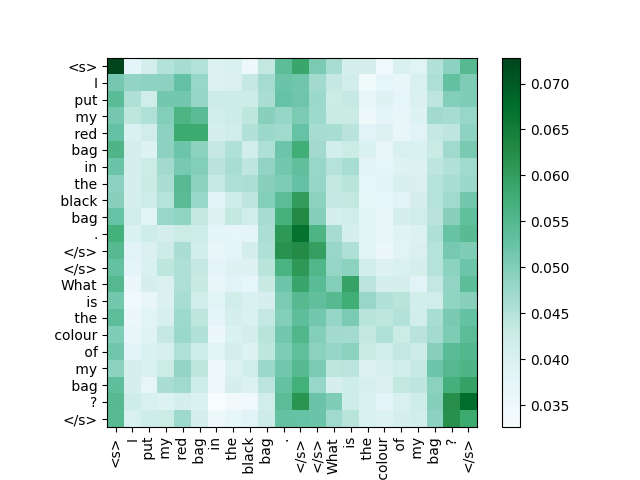 <s>
I
put
my
red
bag
in
the
black
bag
.
</s>
</s>
What
is
the
colour
of
my
bag
?
</s>
<s>
I
put
my
red
bag
in
the
black
bag
.
</s>
</s>
What
is
the
colour
of
my
bag
?
</s>
0.070
0.065
0.060
0.055
0.050
0.045
0.040
0.035